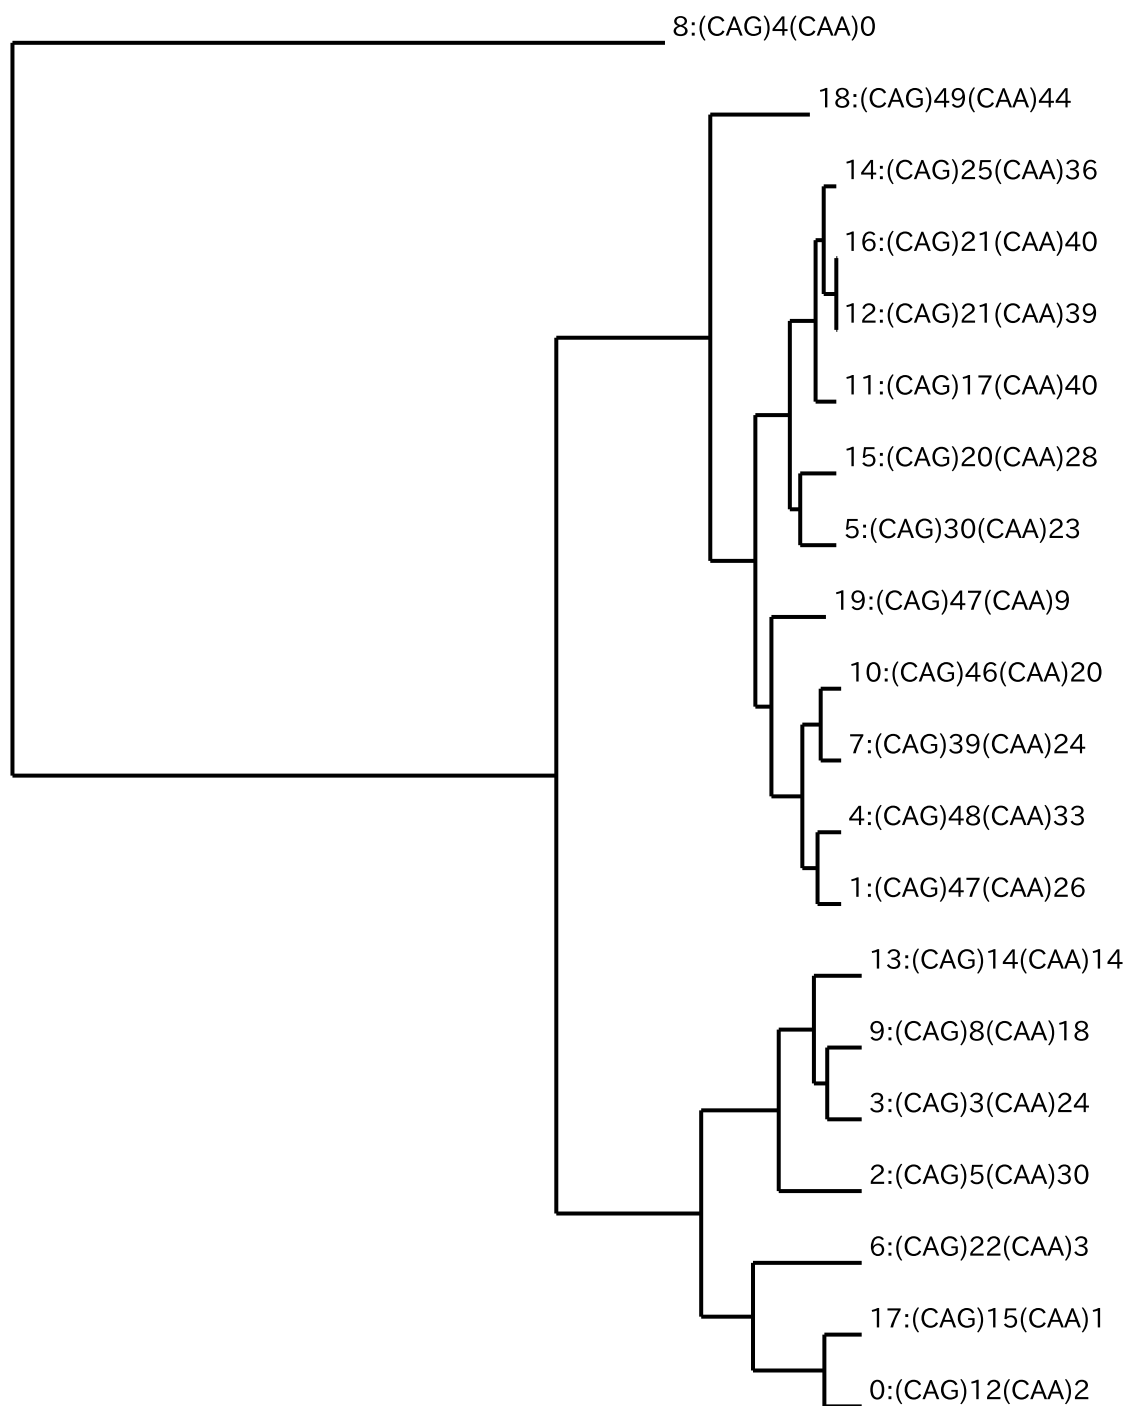 8:(CAG)4(CAA)0
18:(CAG)49(CAA)44
14:(CAG)25(CAA)36
16:(CAG)21(CAA)40
12:(CAG)21(CAA)39
11:(CAG)17(CAA)40
15:(CAG)20(CAA)28
5:(CAG)30(CAA)23
19:(CAG)47(CAA)9
10:(CAG)46(CAA)20
7:(CAG)39(CAA)24
4:(CAG)48(CAA)33
1:(CAG)47(CAA)26
13:(CAG)14(CAA)14
9:(CAG)8(CAA)18
3:(CAG)3(CAA)24
2:(CAG)5(CAA)30
6:(CAG)22(CAA)3
17:(CAG)15(CAA)1
0:(CAG)12(CAA)2